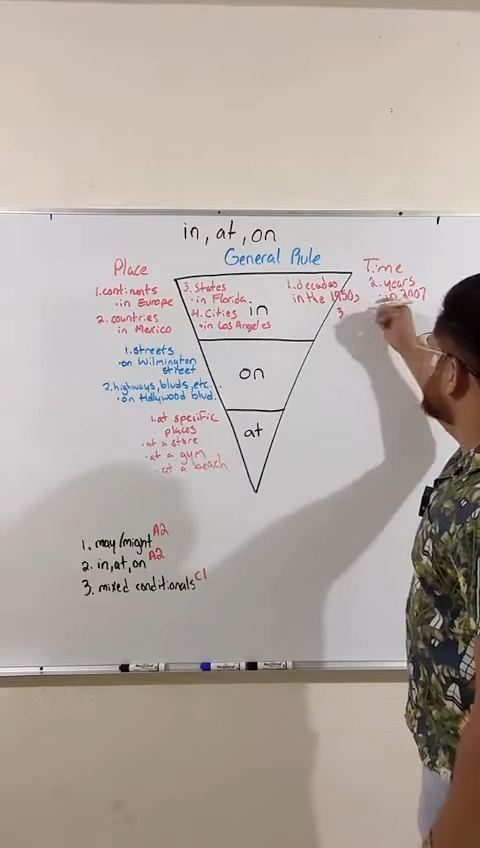 in, at, on
General Rule
Place
1. continents
• in Europe
2. countries
in Mexico
3. States
• in Florida
4. Cities
• in Los Angeles
in
Time
1. decades
in the 1950s
2. years
in 2007
3
1. streets
• on Wilmington
street
2. highways, blvds, etc.
• on Hollywood blvd.
on
1. at specific
places
• at a store
• at a gym
• at a beach
at
1. may/might A2
2. in, at, on A2
3. mixed conditionals C1